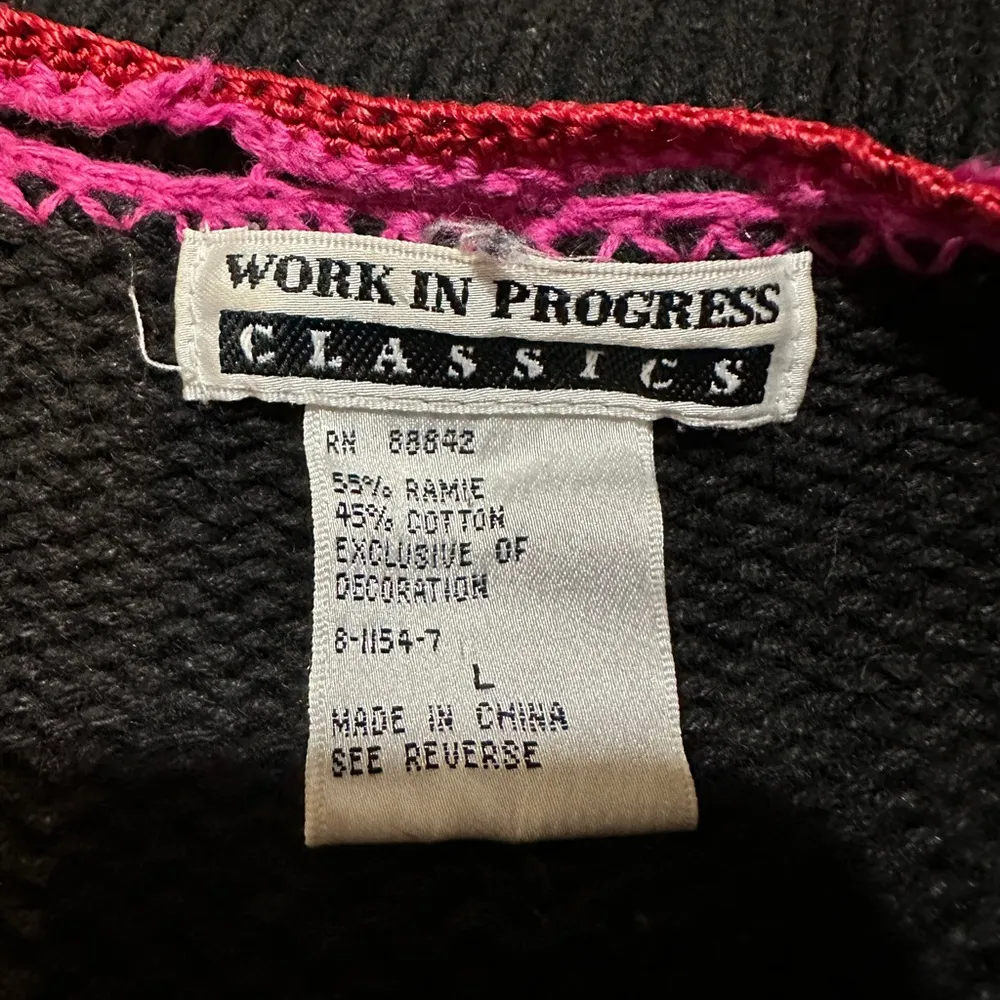 WORK IN PROGRESS
CLASSICS
RN 88842
55% RAMIE
45% COTTON
EXCLUSIVE OF
DECORATION
8-1154-7
L
MADE IN CHINA
SEE REVERSE